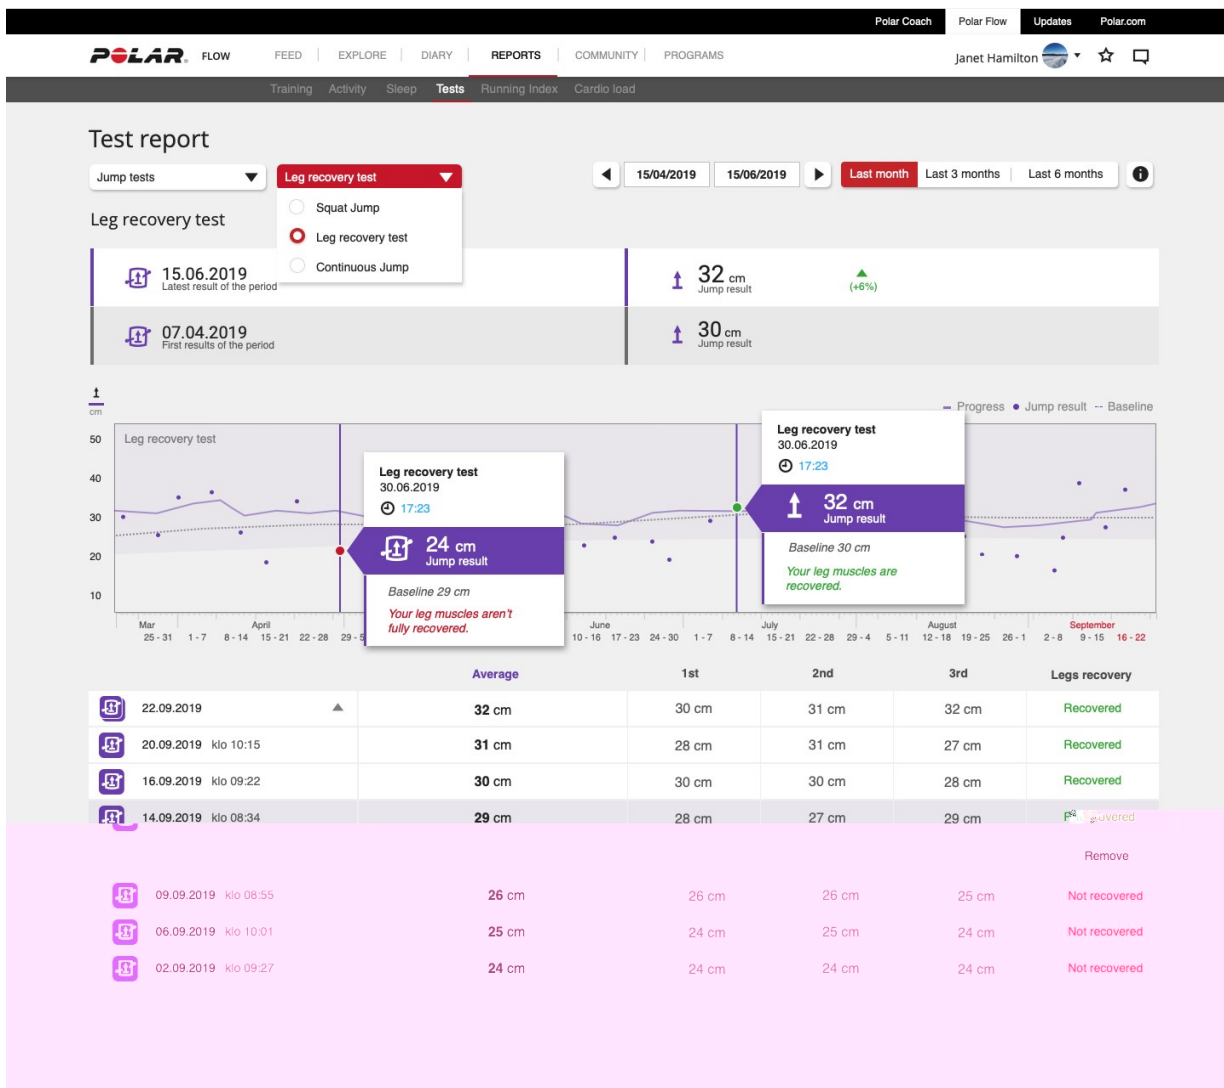 Polar Coach Polar Flow Updates Polar.com
POLAR FLOW FEED EXPLORE DIARY REPORTS COMMUNITY PROGRAMS Janet Hamilton
Training Activity Sleep Tests Running Index Cardio load
Test report
Jump tests Leg recovery test 15/04/2019 15/06/2019 Last month Last 3 months Last 6 months
Squat Jump
Leg recovery test
Leg recovery test
Continuous Jump
15.06.2019 32 cm
Latest result of the period Jump result (+6%)
07.04.2019 30 cm
First results of the period Jump result
cm
Progress Jump result Baseline
50 Leg recovery test
40
30
20
10
Leg recovery test
30.06.2019
17:23
24 cm
Jump result
Baseline 29 cm
Your leg muscles aren't
fully recovered.
Leg recovery test
30.06.2019
17:23
32 cm
Jump result
Baseline 30 cm
Your leg muscles are
recovered.
Mar April June July August September
25 - 31 1 - 7 8 - 14 15 - 21 22 - 28 29 - 5 10 - 16 17 - 23 24 - 30 1 - 7 8 - 14 15 - 21 22 - 28 29 - 4 5 - 11 12 - 18 19 - 25 26 - 1 2 - 8 9 - 15 16 - 22
Average 1st 2nd 3rd Legs recovery
22.09.2019 32 cm 30 cm 31 cm 32 cm Recovered
20.09.2019 klo 10:15 31 cm 28 cm 31 cm 27 cm Recovered
16.09.2019 klo 09:22 30 cm 30 cm 30 cm 28 cm Recovered
14.09.2019 klo 08:34 29 cm 28 cm 27 cm 29 cm
Remove
09.09.2019 klo 08:55 26 cm 26 cm 26 cm 25 cm Not recovered
06.09.2019 klo 10:01 25 cm 24 cm 25 cm 24 cm Not recovered
02.09.2019 klo 09:27 24 cm 24 cm 24 cm 24 cm Not recovered